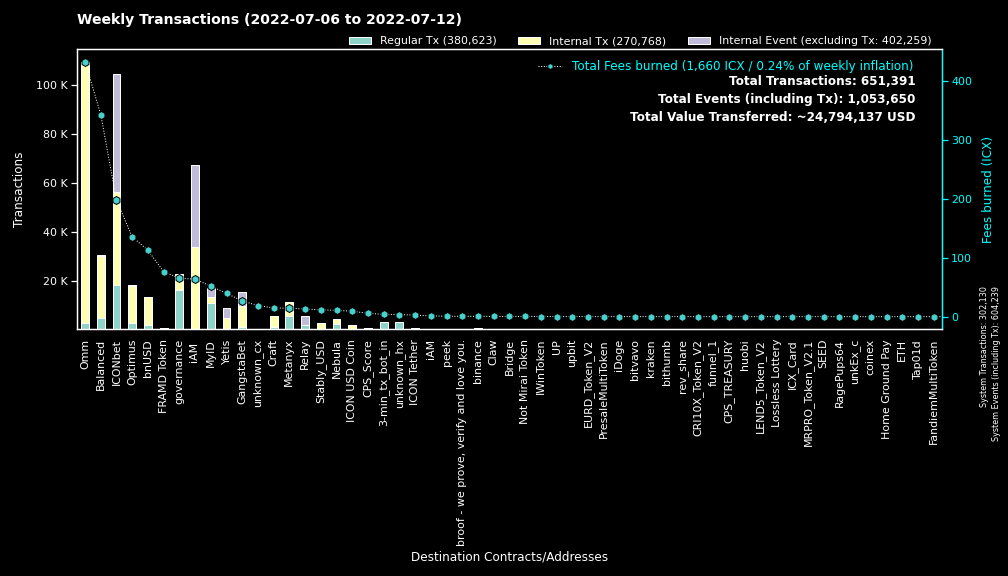 Weekly Transactions (2022-07-06 to 2022-07-12)
Regular Tx (380,623) Internal Tx (270,768) Internal Event (excluding Tx: 402,259)
Total Fees burned (1,660 ICX / 0.24% of weekly inflation)
Total Transactions: 651,391
Total Events (including Tx): 1,053,650
Total Value Transferred: ~24,794,137 USD
Transactions
100 K
80 K
60 K
40 K
20 K
400
300
200
100
0
Fees burned (ICX)
System Transactions: 302,130
System Events (including Tx): 604,239
Omm
Balanced
ICONbet
Optimus
bnUSD
FRAMD Token
governance
iAM
MyID
Yetis
GangstaBet
unknown_cx
Craft
Metanyx
Relay
Stably_USD
Nebula
ICON USD Coin
CPS_Score
3-min_tx_bot_in
unknown_hx
ICON Tether
iAM
peek
broof - we prove, verify and love you.
binance
Claw
Bridge
Not Mirai Token
IWinToken
UP
upbit
EURD_Token_V2
PresaleMultiToken
iDoge
bitvavo
kraken
bithumb
rev_share
CRI10X_Token_V2
funnel_1
CPS_TREASURY
huobi
LEND5_Token_V2
Lossless Lottery
ICX_Card
MRPRO_Token_V2.1
SEED
RagePups64
unkEx_c
coinex
Home Ground Pay
ETH
Tap01d
FandiemMultiToken
Destination Contracts/Addresses